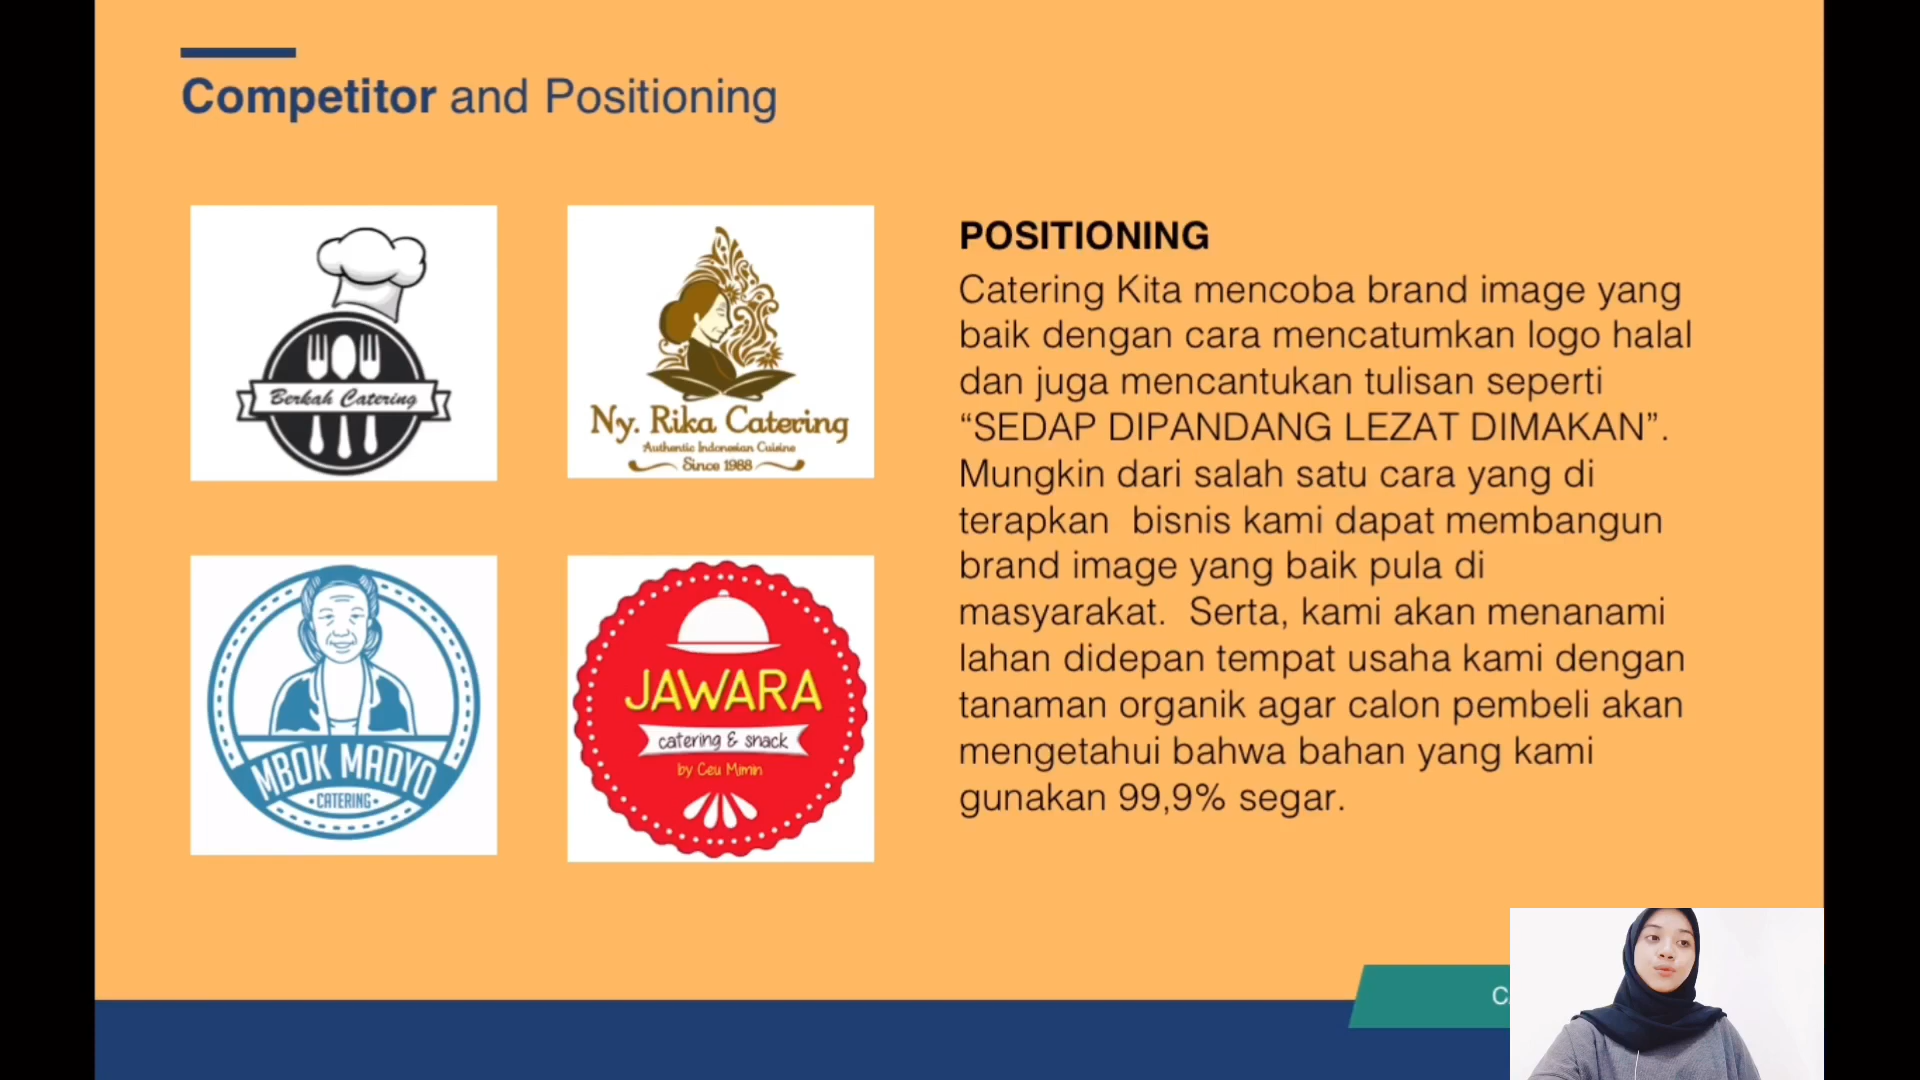 Competitor and Positioning
Berkah Catering
Ny. Rika Catering
Authentic Indonesian Cuisine
Since 1988
MBOK MADYO
CATERING
JAWARA
catering & snack
by Ceu Mimin
POSITIONING
Catering Kita mencoba brand image yang
baik dengan cara mencatumkan logo halal
dan juga mencantukan tulisan seperti
“SEDAP DIPANDANG LEZAT DIMAKAN”.
Mungkin dari salah satu cara yang di
terapkan  bisnis kami dapat membangun
brand image yang baik pula di
masyarakat.  Serta, kami akan menanami
lahan didepan tempat usaha kami dengan
tanaman organik agar calon pembeli akan
mengetahui bahwa bahan yang kami
gunakan 99,9% segar.